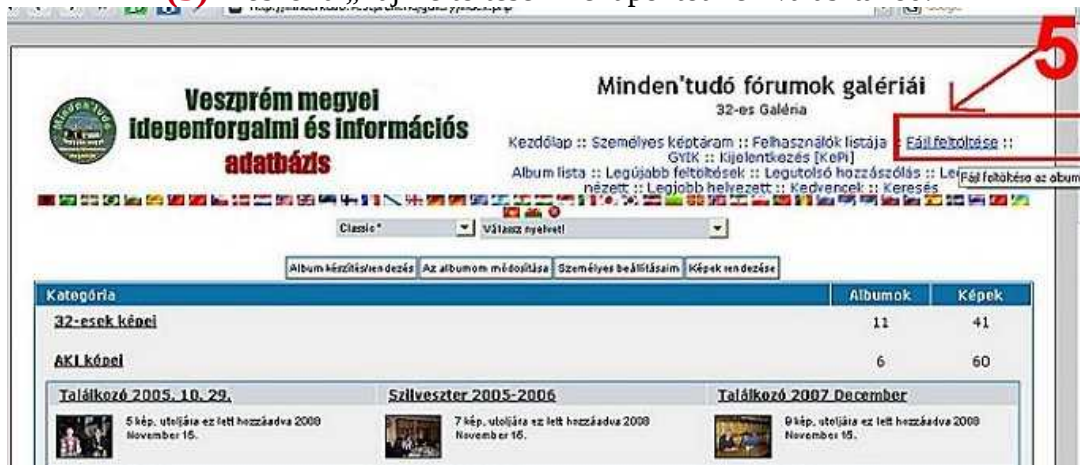 5
Minden'tudó fórumok galériái
32-es Galéria
Veszprém megyei
idegenforgalmi és információs
adatbázis
Minden'tudó
Kezdőlap :: Személyes képtáram :: Felhasználók listája :: Fájl feltöltése ::
GYIK :: Kijelentkezés [KePi]
Album lista :: Legújabb feltöltések :: Legutolsó hozzászólás ::
nézett :: Legjobb helyezett :: Kedvencek :: Keresés
Fájl feltöltése az album
Classic*
Válassz nyelvet!
Album készítés/rendezés Az albumom módosítása Személyes beállításaim Képek rendezése
Kategória Albumok Képek
32-esek képei 11 41
AKI képei 6 60
Találkozó 2005. 10. 29. Szilveszter 2005-2006 Találkozó 2007 December
5 kép, utoljára ez lett hozzáadva 2008 November 15.
7 kép, utoljára ez lett hozzáadva 2008 November 15.
9 kép, utoljára ez lett hozzáadva 2008 November 15.